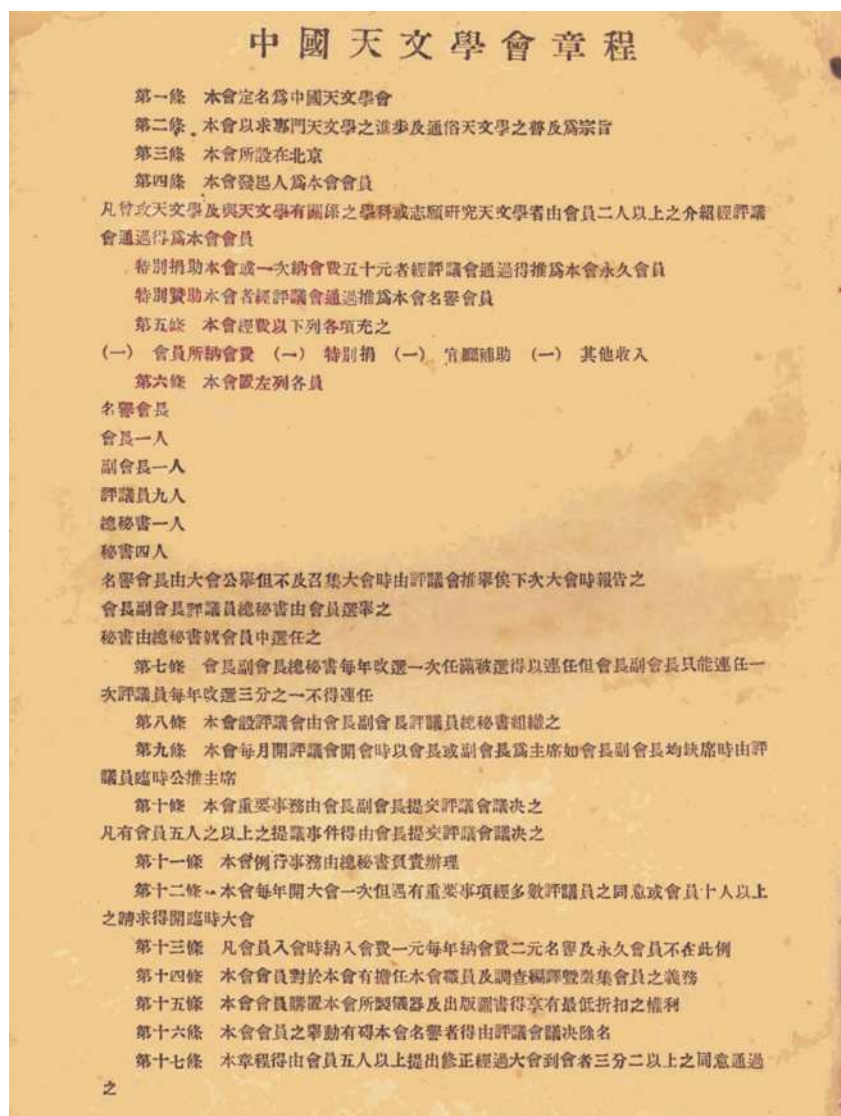 中國天文學會章程
第一條　本會定名爲中國天文學會
第二條　本會以求專門天文學之進步及通俗天文學之普及爲宗旨
第三條　本會所設在北京
第四條　本會發起人爲本會會員
凡曾攻天文學及與天文學有關係之學科或志願研究天文學者由會員二人以上之介紹經評議
會通過得爲本會會員
特別捐助本會或一次納會費五十元者經評議會通過得推爲本會永久會員
特別贊助本會者經評議會通過推爲本會名譽會員
第五條　本會經費以下列各項充之
(一)　會員所納會費　(一)　特別捐　(一)　官廳補助　(一)　其他收入
第六條　本會置左列各員
名譽會長
會長一人
副會長一人
評議員九人
總秘書一人
秘書四人
名譽會長由大會公舉但不及召集大會時由評議會推舉俟下次大會時報告之
會長副會長評議員總秘書由會員選舉之
秘書由總秘書就會員中選任之
第七條　會長副會長總秘書每年改選一次任滿被選得以連任但會長副會長只能連任一
次評議員每年改選三分之一不得連任
第八條　本會設評議會由會長副會長評議員總秘書組織之
第九條　本會每月開評議會開會時以會長或副會長爲主席如會長副會長均缺席時由評
議員臨時公推主席
第十條　本會重要事務由會長副會長提交評議會議决之
凡有會員五人之以上之提議事件得由會長提交評議會議决之
第十一條　本會例行事務由總秘書負責辦理
第十二條　本會每年開大會一次但遇有重要事項經多數評議員之同意或會員十人以上
之請求得開臨時大會
第十三條　凡會員入會時納入會費一元每年納會費二元名譽及永久會員不在此例
第十四條　本會會員對於本會有擔任本會職員及調查編譯暨徵集會員之義務
第十五條　本會會員購置本會所製儀器及出版圖書得享有最低折扣之權利
第十六條　本會會員之舉動有碍本會名譽者得由評議會議决除名
第十七條　本章程得由會員五人以上提出修正經過大會到會者三分二以上之同意通過
之